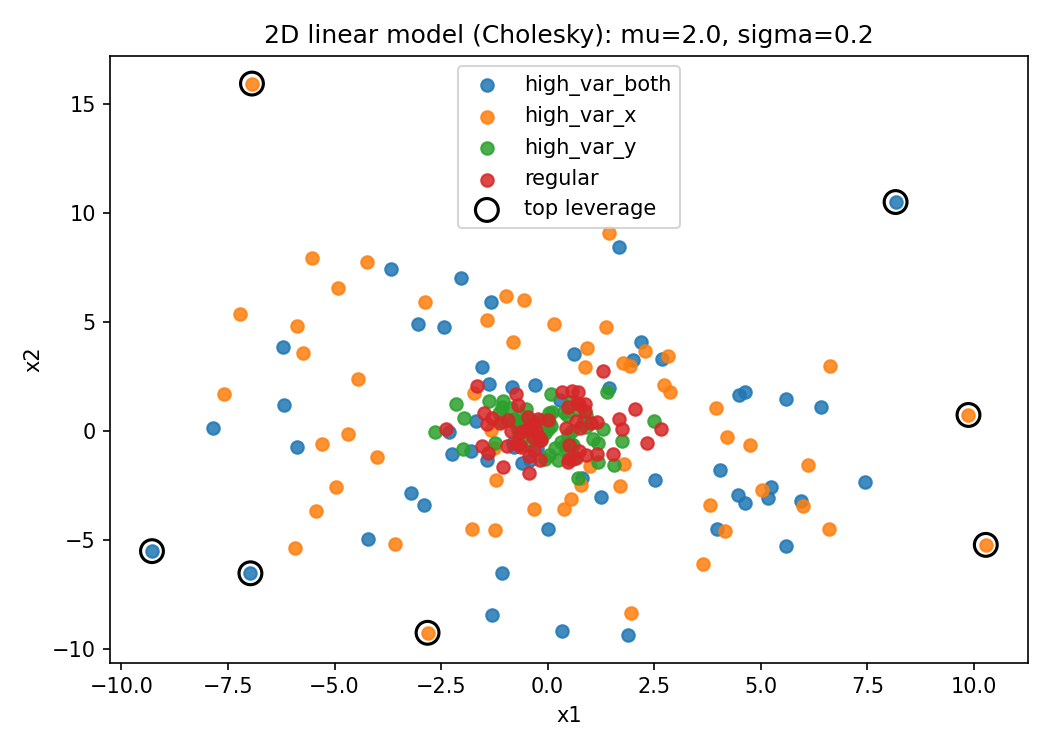 2D linear model (Cholesky): mu=2.0, sigma=0.2
high_var_both
high_var_x
high_var_y
regular
top leverage
15
10
5
0
−5
−10
x2
−10.0 −7.5 −5.0 −2.5 0.0 2.5 5.0 7.5 10.0
x1